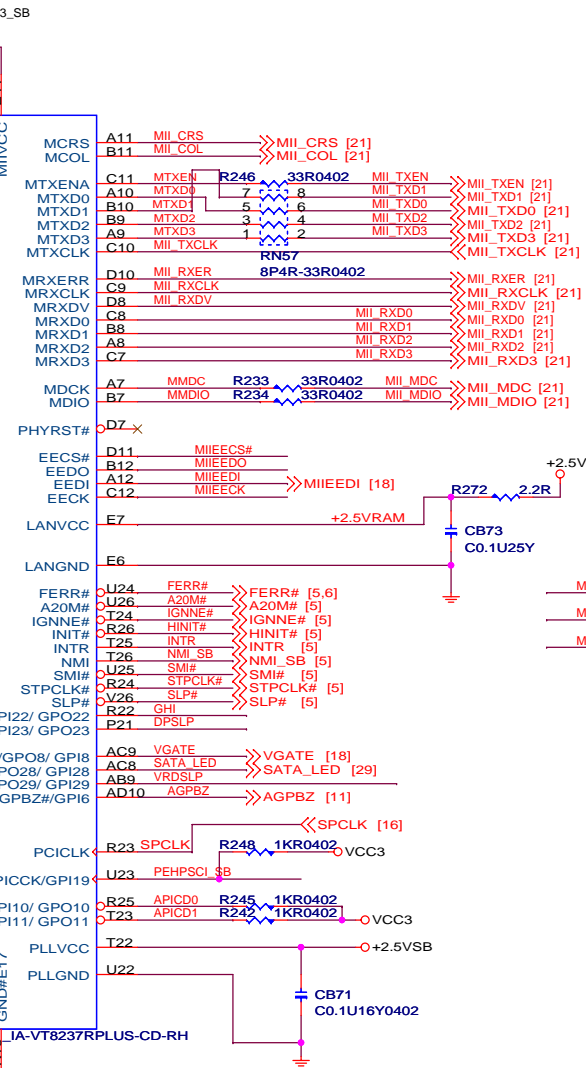 3_SB
MIIVCC
MCRS A11 MII_CRS MII_CRS [21]
MCOL B11 MII_COL MII_COL [21]
MTXENA C11 MTXEN R246 33R0402 MII_TXEN MII_TXEN [21]
MTXD0 A10 MTXD0 7 8 MII_TXD1 MII_TXD1 [21]
MTXD1 B10 MTXD1 5 6 MII_TXD0 MII_TXD0 [21]
MTXD2 B9 MTXD2 3 4 MII_TXD2 MII_TXD2 [21]
MTXD3 A9 MTXD3 1 2 MII_TXD3 MII_TXD3 [21]
MTXCLK C10 MII_TXCLK MII_TXCLK [21]
RN57
8P4R-33R0402
MRXERR D10 MII_RXER MII_RXER [21]
MRXCLK C9 MII_RXCLK MII_RXCLK [21]
MRXDV D8 MII_RXDV MII_RXDV [21]
MRXD0 C8 MII_RXD0 MII_RXD0 [21]
MRXD1 B8 MII_RXD1 MII_RXD1 [21]
MRXD2 A8 MII_RXD2 MII_RXD2 [21]
MRXD3 C7 MII_RXD3 MII_RXD3 [21]
MDCK A7 MMDC R233 33R0402 MII_MDC MII_MDC [21]
MDIO B7 MMDIO R234 33R0402 MII_MDIO MII_MDIO [21]
PHYRST# D7
EECS# D11 MIIEECS#
EEDO B12 MIIEEDO
EEDI A12 MIIEEDI MIIEEDI [18]
EECK C12 MIIEECK
+2.5V
R272 2.2R
LANVCC E7 +2.5VRAM
CB73
C0.1U25Y
LANGND E6
FERR# U24 FERR# FERR# [5,6]
A20M# U26 A20M# A20M# [5]
IGNNE# T24 IGNNE# IGNNE# [5]
INIT# R26 HINIT# HINIT# [5]
INTR T25 INTR INTR [5]
NMI T26 NMI_SB NMI_SB [5]
SMI# U25 SMI# SMI# [5]
STPCLK# R24 STPCLK# STPCLK# [5]
SLP# V26 SLP# SLP# [5]
PI22/ GPO22 R22 GHI
PI23/ GPO23 P21 DPSLP
/GPO8/ GPI8 AC9 VGATE VGATE [18]
PO28/ GPI28 AC8 SATA_LED SATA_LED [29]
PO29/ GPI29 AB9 VRDSLP
GPBZ#/GPI6 AD10 AGPBZ AGPBZ [11]
SPCLK [16]
PCICLK R23 SPCLK R248 1KR0402 VCC3
PICCK/GPI19 U23 PEHPSCI_SB
PI10/ GPO10 R25 APICD0 R245 1KR0402
PI11/ GPO11 T23 APICD1 R242 1KR0402 VCC3
PLLVCC T22 +2.5VSB
PLLGND U22
CB71
C0.1U16Y0402
GND#E17
_IA-VT8237RPLUS-CD-RH